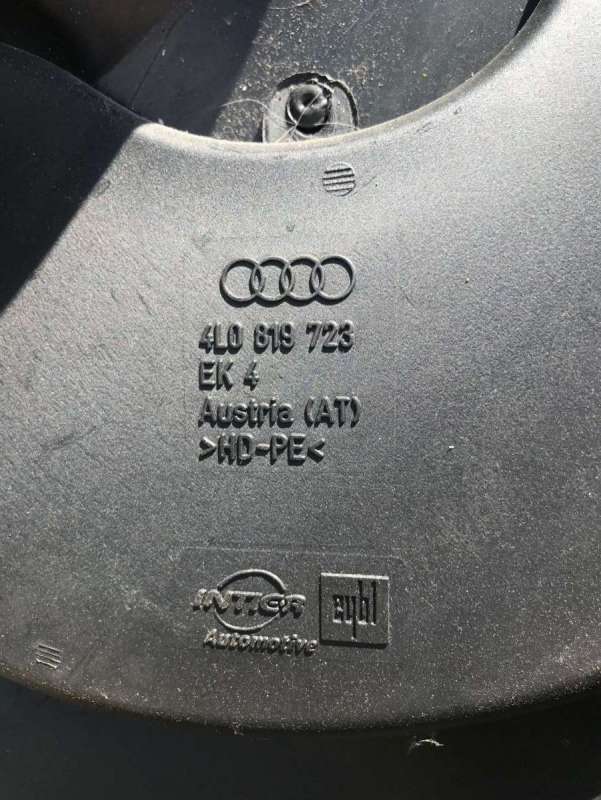 4L0 819 723
EK 4
Austria (AT)
>HD-PE<
INTIER
Automotive
eybl